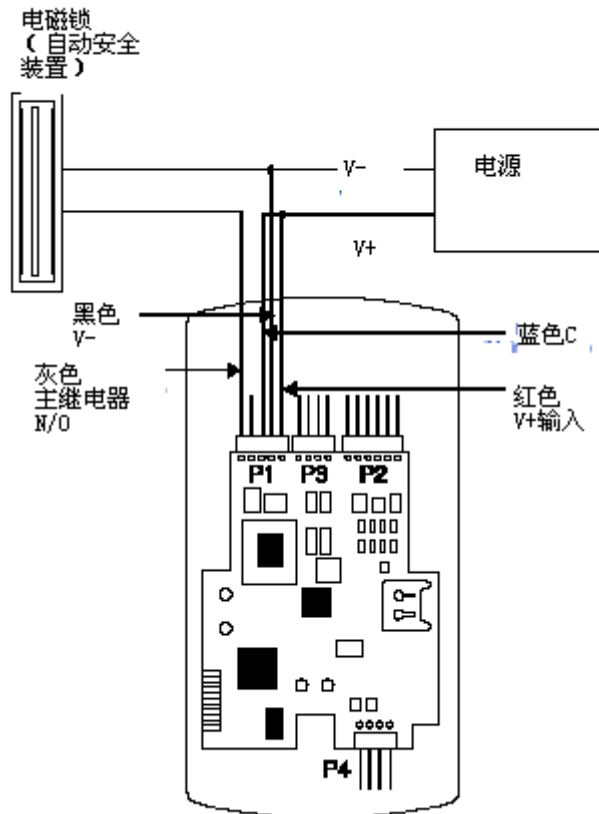 电磁锁
（自动安全
装置）
V-
电源
V+
黑色
V-
蓝色C
灰色
主继电器
N/O
红色
V+输入
P1
P3
P2
P4